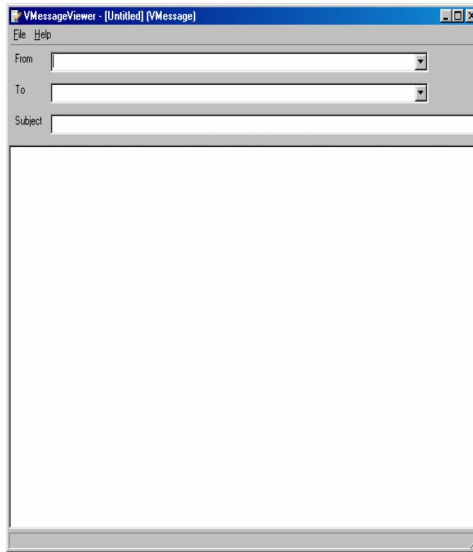 VMessageViewer - [Untitled] (VMessage)
File Help
From
To
Subject